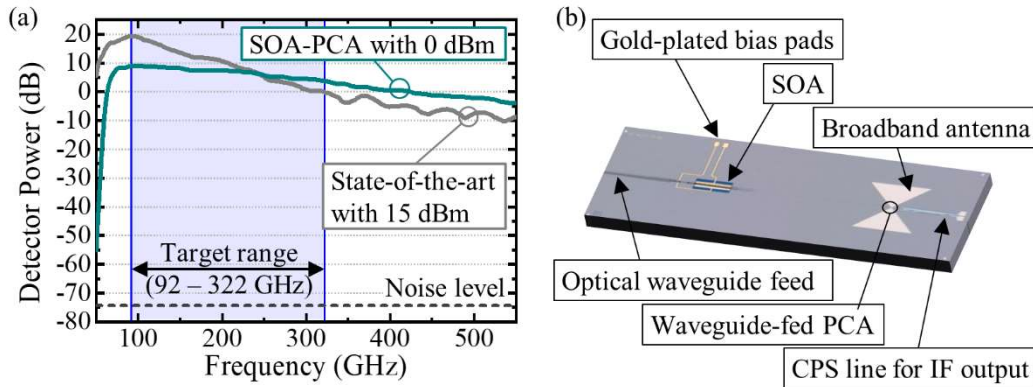 (a)
Detector Power (dB)
20
10
0
-10
-20
-30
-40
-50
-60
-70
-80
SOA-PCA with 0 dBm
State-of-the-art
with 15 dBm
Target range
(92 – 322 GHz)
Noise level
100
200
300
400
500
Frequency (GHz)
(b)
Gold-plated bias pads
SOA
Broadband antenna
Optical waveguide feed
Waveguide-fed PCA
CPS line for IF output